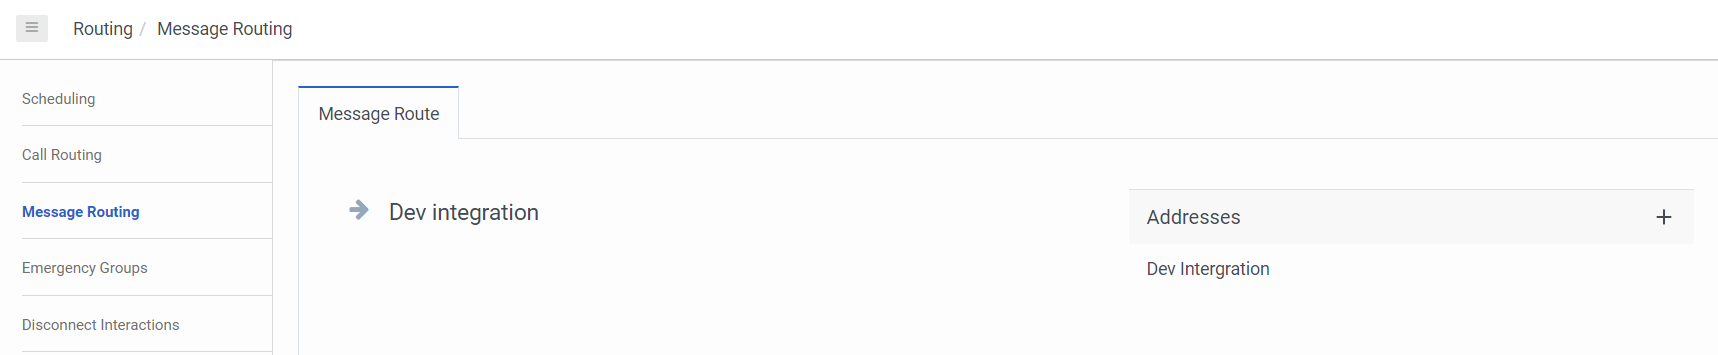 Routing / Message Routing
Scheduling
Call Routing
Message Routing
Emergency Groups
Disconnect Interactions
Message Route
Dev integration
Addresses
Dev Intergration